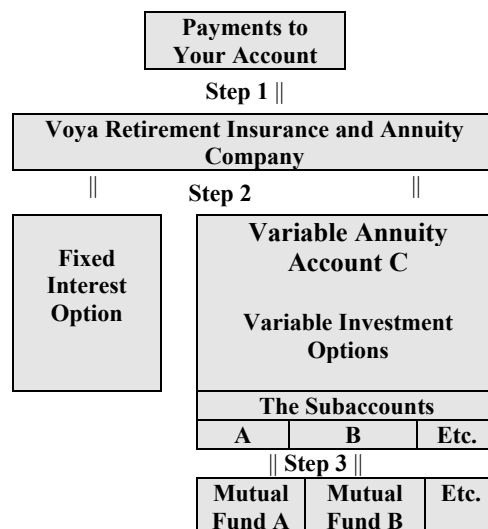 Payments to
Your Account
Step 1 ||
Voya Retirement Insurance and Annuity
Company
|| ||
Step 2
Fixed
Interest
Option
Variable Annuity
Account C
Variable Investment
Options
The Subaccounts
A B Etc.
|| Step 3 ||
Mutual Mutual Etc.
Fund A Fund B